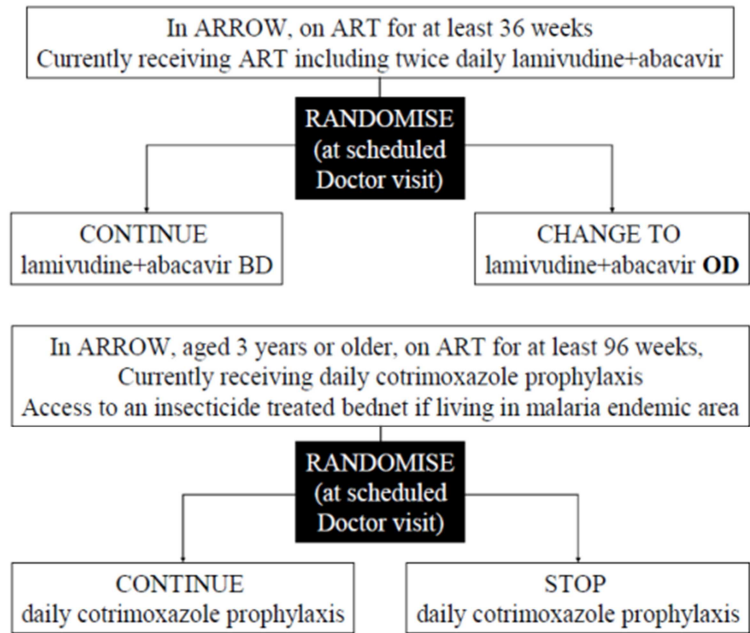 In ARROW, on ART for at least 36 weeks
Currently receiving ART including twice daily lamivudine+abacavir
RANDOMISE
(at scheduled
Doctor visit)
CONTINUE
lamivudine+abacavir BD
CHANGE TO
lamivudine+abacavir OD
In ARROW, aged 3 years or older, on ART for at least 96 weeks,
Currently receiving daily cotrimoxazole prophylaxis
Access to an insecticide treated bednet if living in malaria endemic area
RANDOMISE
(at scheduled
Doctor visit)
CONTINUE
daily cotrimoxazole prophylaxis
STOP
daily cotrimoxazole prophylaxis